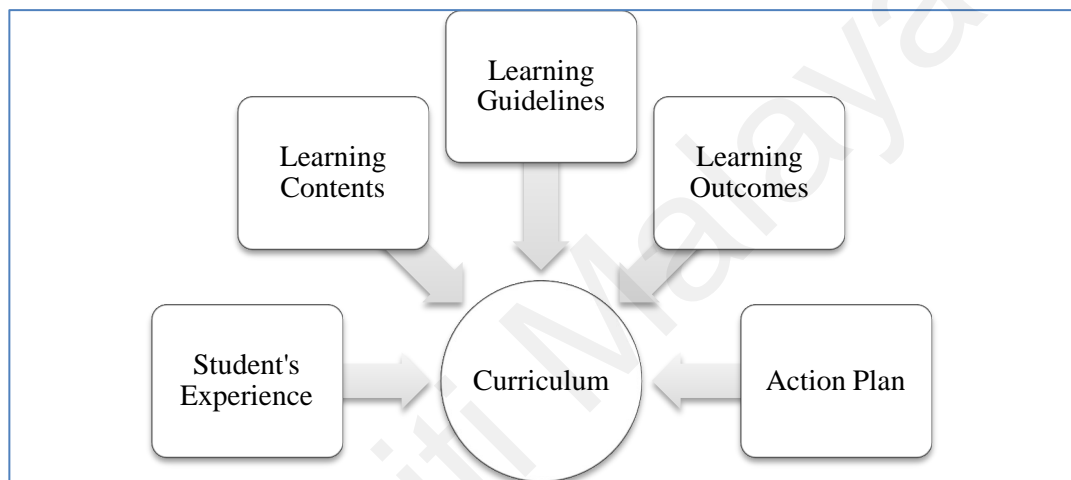 Learning
Guidelines
Learning
Contents
Learning
Outcomes
Student's
Experience
Curriculum
Action Plan